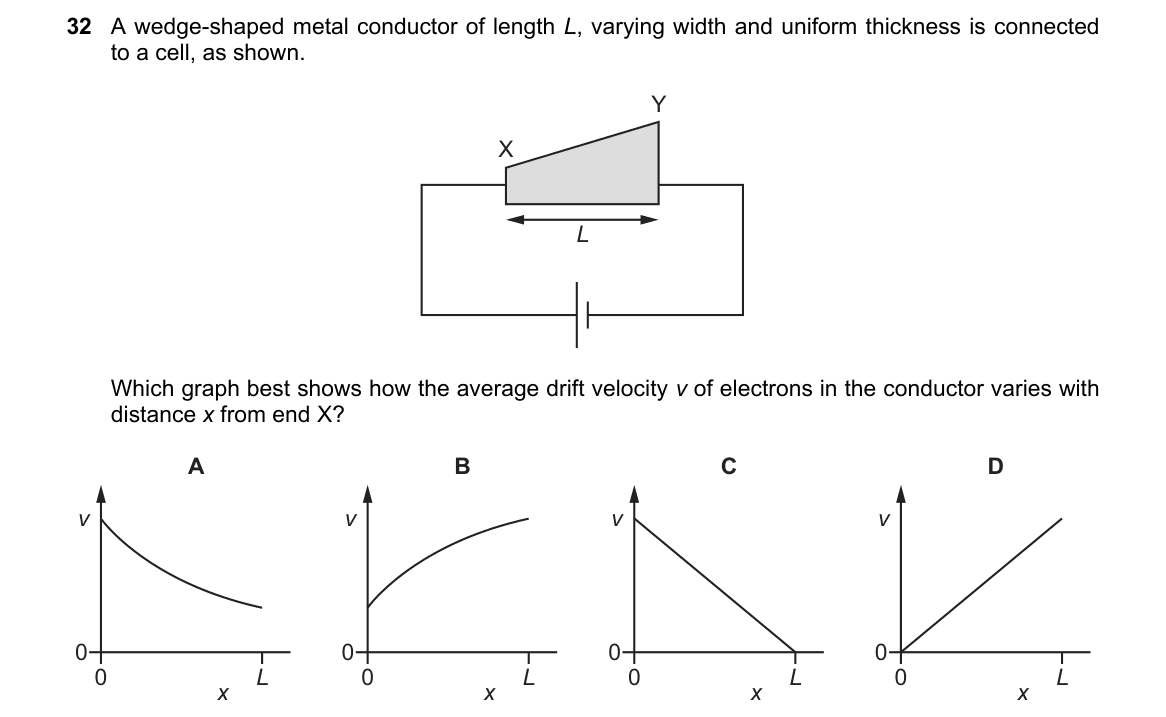 32 A wedge-shaped metal conductor of length L, varying width and uniform thickness is connected
to a cell, as shown.
Y
X
L
Which graph best shows how the average drift velocity v of electrons in the conductor varies with
distance x from end X?
A B C D
v v v v
0 0 0 0
0 L 0 L 0 L 0 L
x x x x